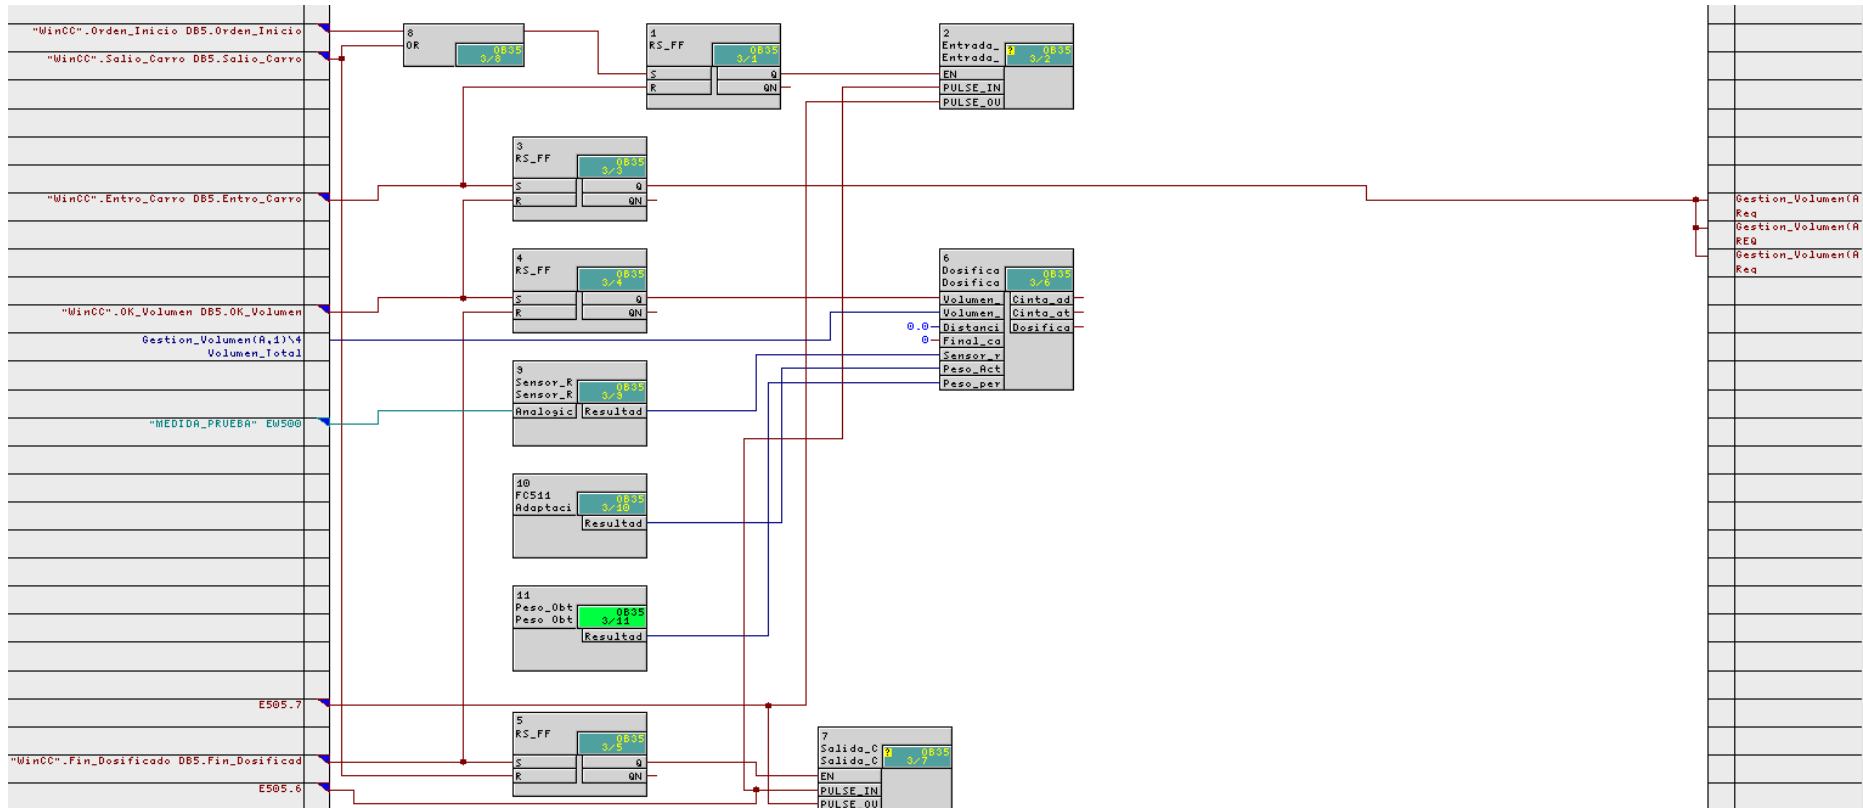 "WinCC".Orden_Inicio DB5.Orden_Inicio
"WinCC".Salio_Carro DB5.Salio_Carro
"WinCC".Entro_Carro DB5.Entro_Carro
"WinCC".OK_Volumen DB5.OK_Volumen
Gestion_Volumen(A,1)\4
Volumen_Total
"MEDIDA_PRUEBA" EW500
E505.7
"WinCC".Fin_Dosificado DB5.Fin_Dosificad
E505.6
8
OR
OB35
3/8
1
RS_FF
OB35
3/1
S
Q
R
QN
2
Entrada_
Entrada_
?
OB35
3/2
EN
PULSE_IN
PULSE_OU
3
RS_FF
OB35
3/3
S
Q
R
QN
4
RS_FF
OB35
3/4
S
Q
R
QN
6
Dosifica
Dosifica
OB35
3/6
Volumen_
Cinta_ad
Volumen_
Cinta_at
0.0
Distanci
Dosifica
0
Final_ca
Sensor_r
Peso_Act
Peso_per
9
Sensor_R
Sensor_R
OB35
3/9
Analogic
Resultad
10
FC511
Adaptaci
OB35
3/10
Resultad
11
Peso_Obt
Peso Obt
OB35
3/11
Resultad
5
RS_FF
OB35
3/5
S
Q
R
QN
7
Salida_C
Salida_C
?
OB35
3/7
EN
PULSE_IN
PULSE_OU
Gestion_Volumen(A
Req
Gestion_Volumen(A
REQ
Gestion_Volumen(A
Req